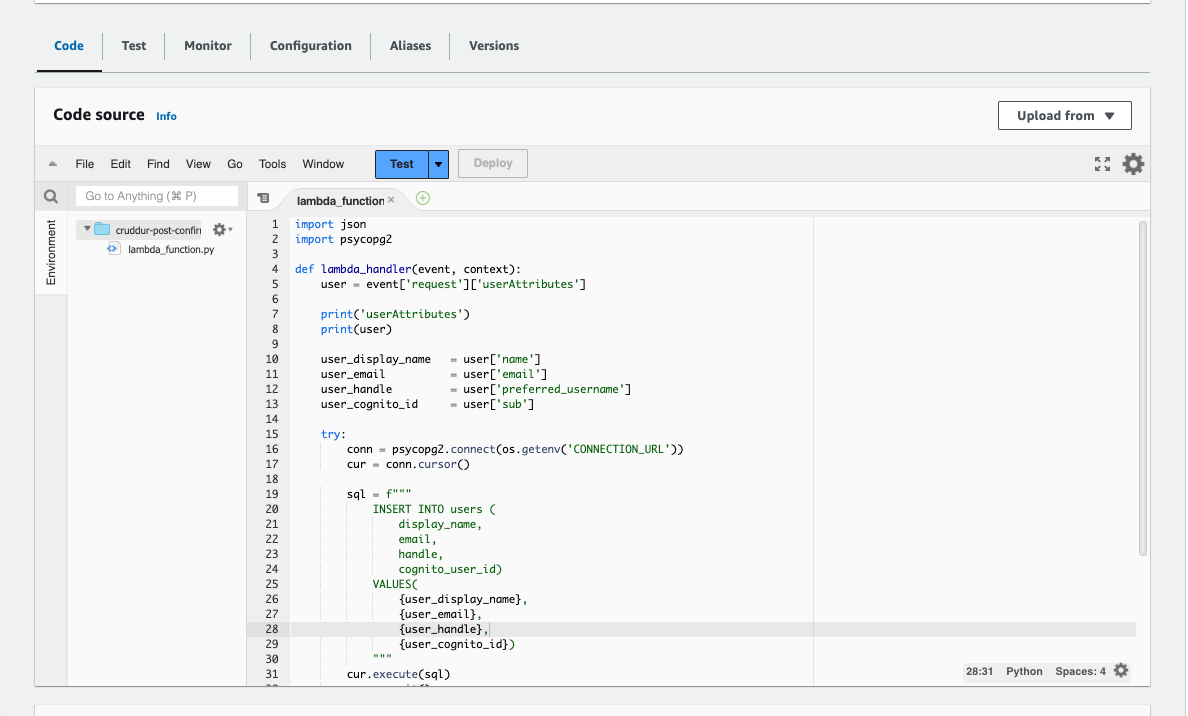 Code Test Monitor Configuration Aliases Versions
Code source Info
Upload from
File Edit Find View Go Tools Window Test Deploy
Go to Anything (⌘ P)
lambda_function
Environment
cruddur-post-confir
lambda_function.py
1 import json
2 import psycopg2
3
4 def lambda_handler(event, context):
5     user = event['request']['userAttributes']
6
7     print('userAttributes')
8     print(user)
9
10     user_display_name   = user['name']
11     user_email          = user['email']
12     user_handle         = user['preferred_username']
13     user_cognito_id     = user['sub']
14
15     try:
16         conn = psycopg2.connect(os.getenv('CONNECTION_URL'))
17         cur = conn.cursor()
18
19         sql = f"""
20             INSERT INTO users (
21                 display_name,
22                 email,
23                 handle,
24                 cognito_user_id)
25             VALUES(
26                 {user_display_name},
27                 {user_email},
28                 {user_handle},
29                 {user_cognito_id})
30             """
31         cur.execute(sql)
28:31 Python Spaces: 4